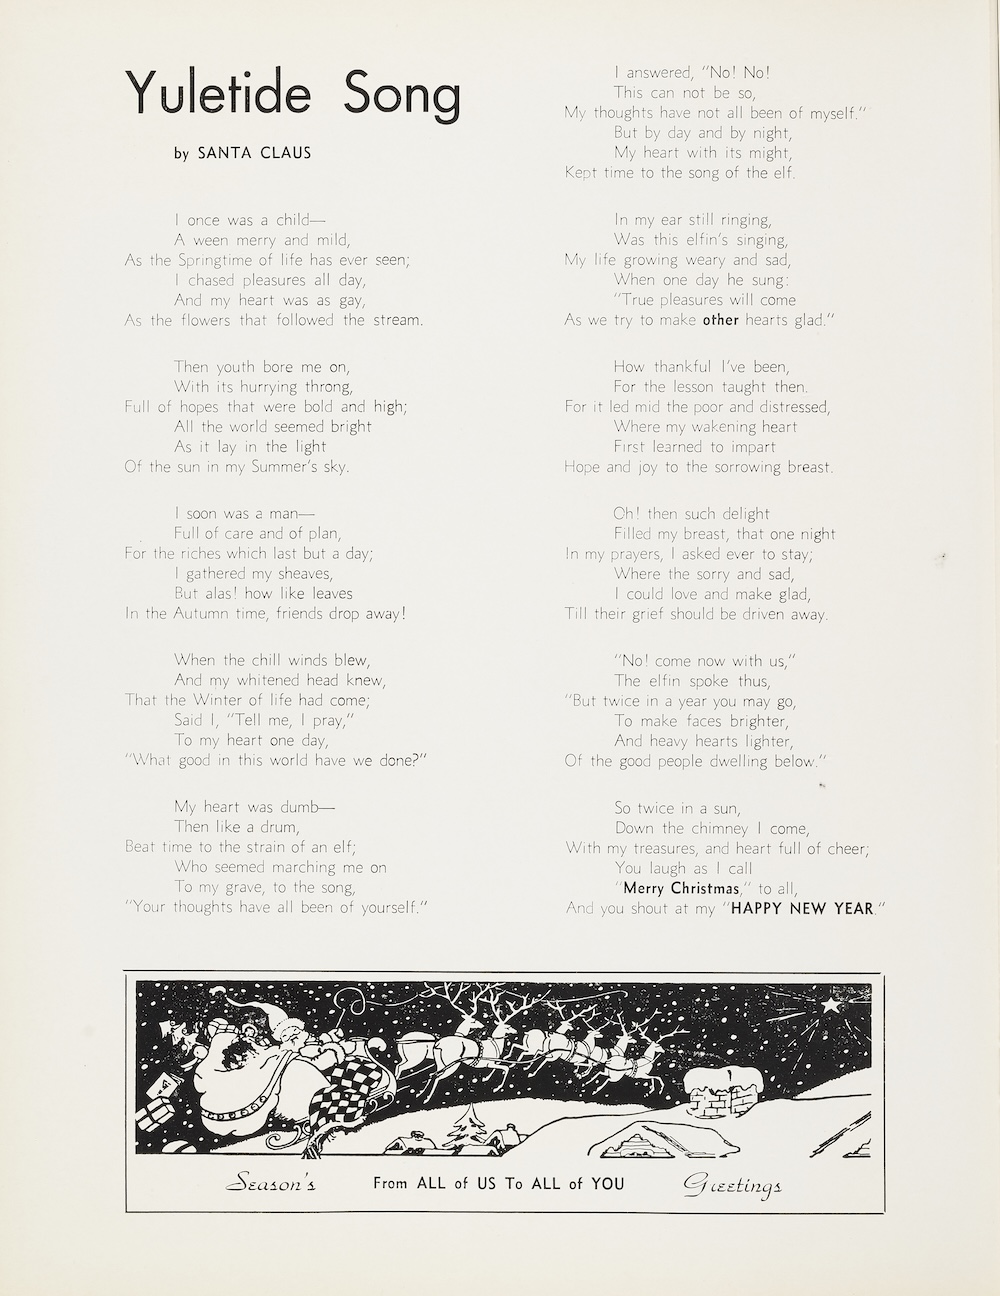 Yuletide Song
by SANTA CLAUS
I once was a child—
A ween merry and mild,
As the Springtime of life has ever seen;
I chased pleasures all day,
And my heart was as gay,
As the flowers that followed the stream.
Then youth bore me on,
With its hurrying throng,
Full of hopes that were bold and high;
All the world seemed bright
As it lay in the light
Of the sun in my Summer's sky.
I soon was a man—
Full of care and of plan,
For the riches which last but a day;
I gathered my sheaves,
But alas! how like leaves
In the Autumn time, friends drop away!
When the chill winds blew,
And my whitened head knew,
That the Winter of life had come;
Said I, "Tell me, I pray,"
To my heart one day,
"What good in this world have we done?"
My heart was dumb—
Then like a drum,
Beat time to the strain of an elf;
Who seemed marching me on
To my grave, to the song,
"Your thoughts have all been of yourself."
I answered, "No! No!
This can not be so,
My thoughts have not all been of myself."
But by day and by night,
My heart with its might,
Kept time to the song of the elf.
In my ear still ringing,
Was this elfin's singing,
My life growing weary and sad,
When one day he sung:
"True pleasures will come
As we try to make other hearts glad."
How thankful I've been,
For the lesson taught then.
For it led mid the poor and distressed,
Where my wakening heart
First learned to impart
Hope and joy to the sorrowing breast.
Oh! then such delight
Filled my breast, that one night
In my prayers, I asked ever to stay;
Where the sorry and sad,
I could love and make glad,
Till their grief should be driven away.
"No! come now with us,"
The elfin spoke thus,
"But twice in a year you may go,
To make faces brighter,
And heavy hearts lighter,
Of the good people dwelling below."
So twice in a sun,
Down the chimney I come,
With my treasures, and heart full of cheer;
You laugh as I call
"Merry Christmas," to all,
And you shout at my "HAPPY NEW YEAR."
Season's From ALL of US To ALL of YOU Greetings